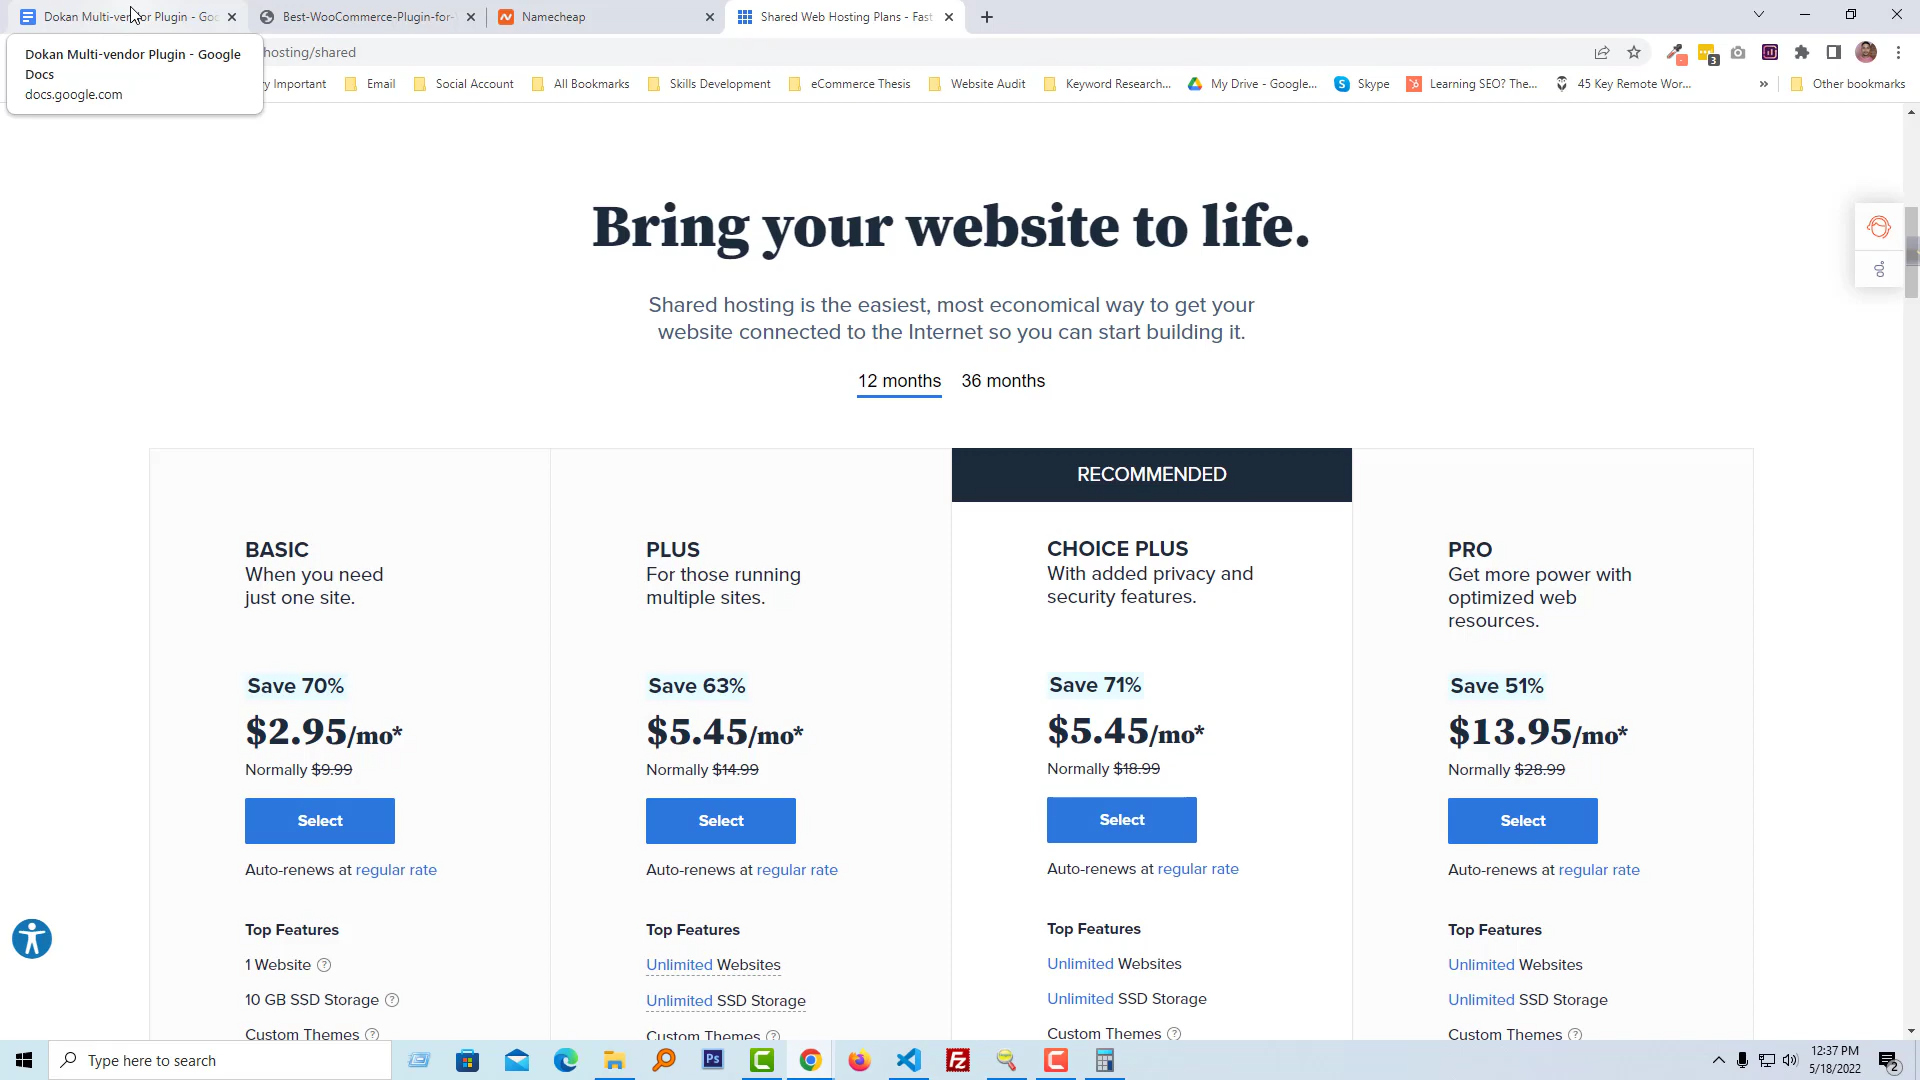 Dokan Multi-vendor Plugin - Goo
Best-WooCommerce-Plugin-for-
Namecheap
Shared Web Hosting Plans - Fast
Dokan Multi-vendor Plugin - Google
Docs
docs.google.com
hosting/shared
3
ry Important
Email
Social Account
All Bookmarks
Skills Development
eCommerce Thesis
Website Audit
Keyword Research...
My Drive - Google...
Skype
Learning SEO? The...
45 Key Remote Wor...
Other bookmarks
Bring your website to life.
Shared hosting is the easiest, most economical way to get your
website connected to the Internet so you can start building it.
12 months
36 months
RECOMMENDED
BASIC
When you need
just one site.
Save 70%
$2.95/mo*
Normally $9.99
Select
Auto-renews at regular rate
Top Features
1 Website
10 GB SSD Storage
Custom Themes
PLUS
For those running
multiple sites.
Save 63%
$5.45/mo*
Normally $14.99
Select
Auto-renews at regular rate
Top Features
Unlimited Websites
Unlimited SSD Storage
Custom Themes
CHOICE PLUS
With added privacy and
security features.
Save 71%
$5.45/mo*
Normally $18.99
Select
Auto-renews at regular rate
Top Features
Unlimited Websites
Unlimited SSD Storage
Custom Themes
PRO
Get more power with
optimized web
resources.
Save 51%
$13.95/mo*
Normally $28.99
Select
Auto-renews at regular rate
Top Features
Unlimited Websites
Unlimited SSD Storage
Custom Themes
Type here to search
Ps
12:37 PM
5/18/2022
2